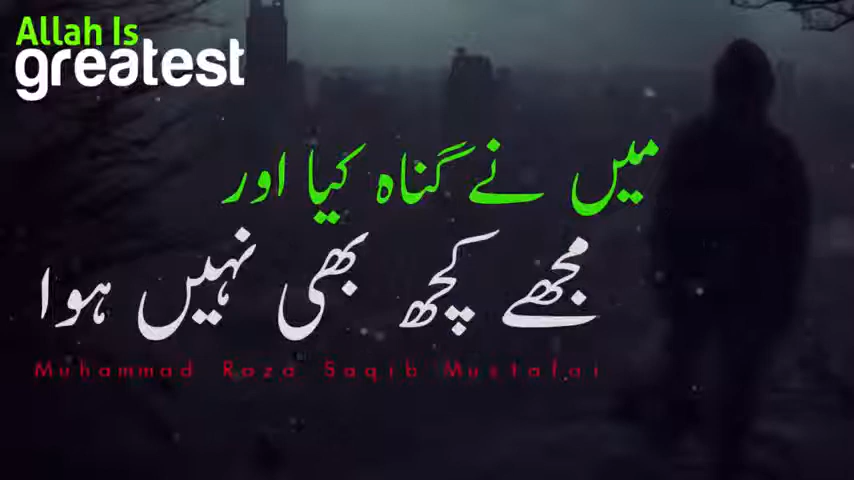 Allah Is
greatest
میں نے گناہ کیا اور
مجھے کچھ بھی نہیں ہوا
Muhammad Raza Saqib Mustafai